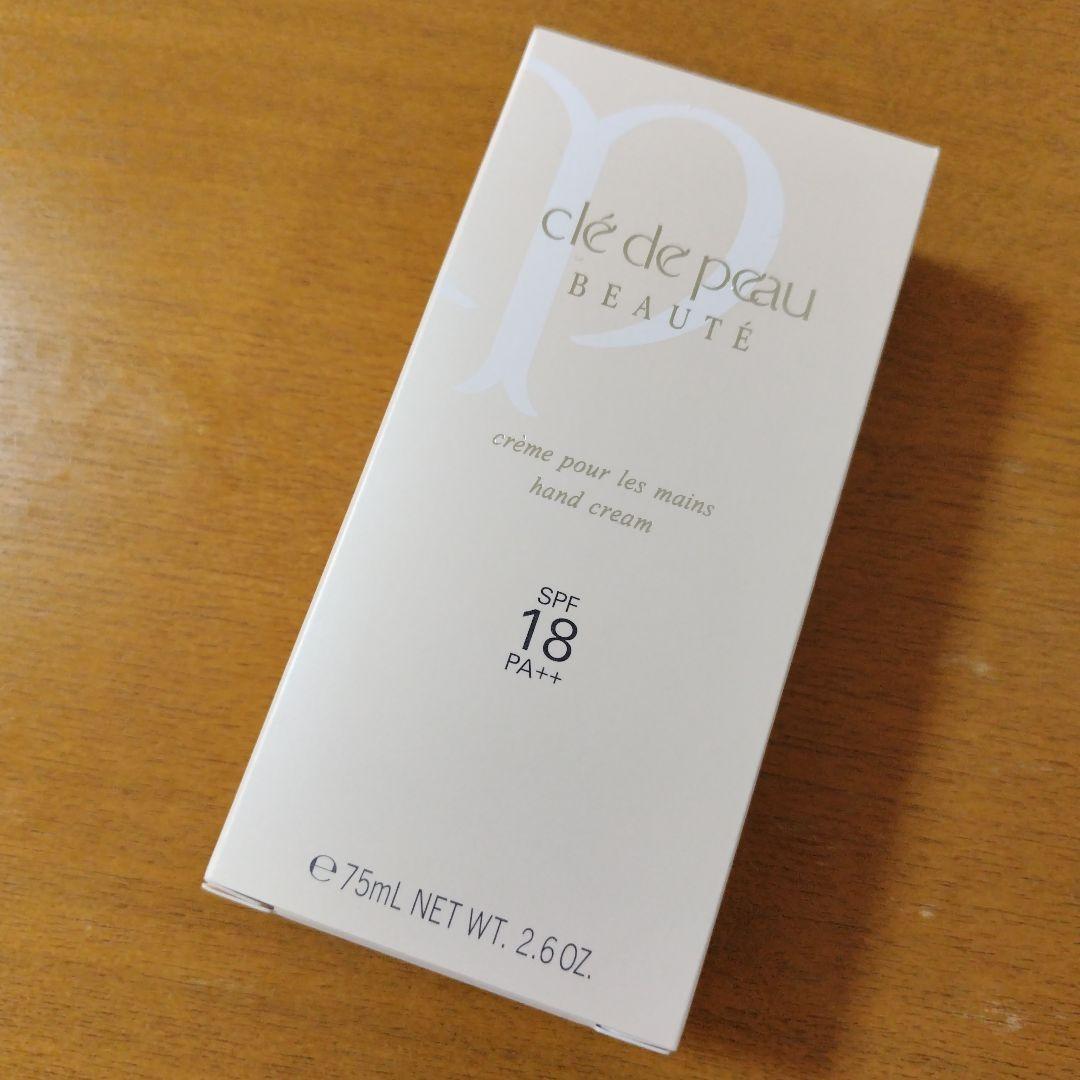 clé de peau
BEAUTÉ
crème pour les mains
hand cream
SPF
18
PA++
℮ 75mL NET WT. 2.6 OZ.